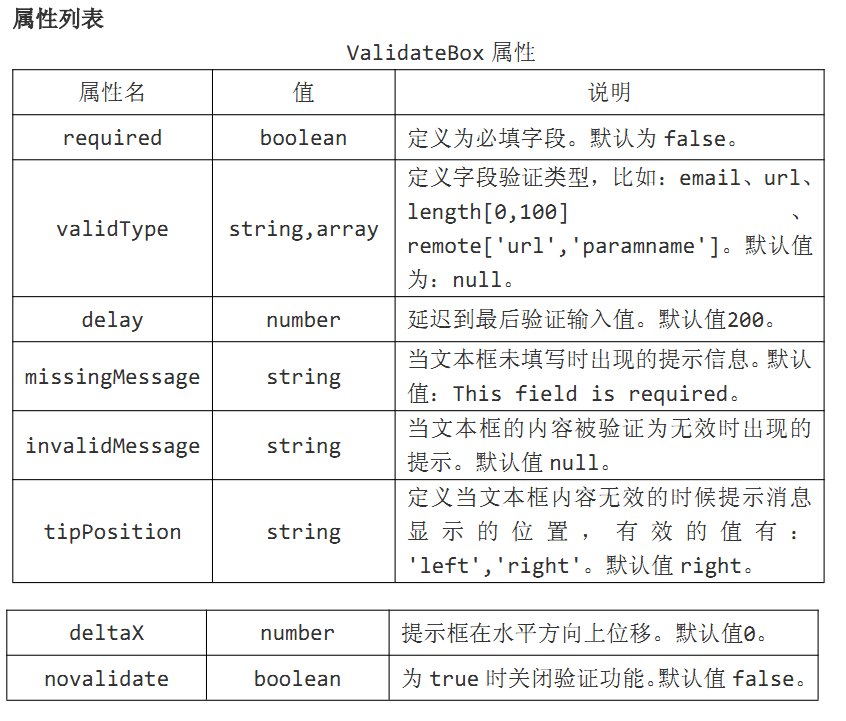 属性列表
ValidateBox 属性
属性名 值 说明
required boolean 定义为必填字段。默认为 false。
validType string,array 定义字段验证类型，比如：email、url、
length[0,100] 、
remote['url','paramname']。默认值
为：null。
delay number 延迟到最后验证输入值。默认值200。
missingMessage string 当文本框未填写时出现的提示信息。默认
值：This field is required。
invalidMessage string 当文本框的内容被验证为无效时出现的
提示。默认值 null。
tipPosition string 定义当文本框内容无效的时候提示消息
显示的位置，有效的值有：
'left','right'。默认值 right。
deltaX number 提示框在水平方向上位移。默认值0。
novalidate boolean 为 true 时关闭验证功能。默认值 false。